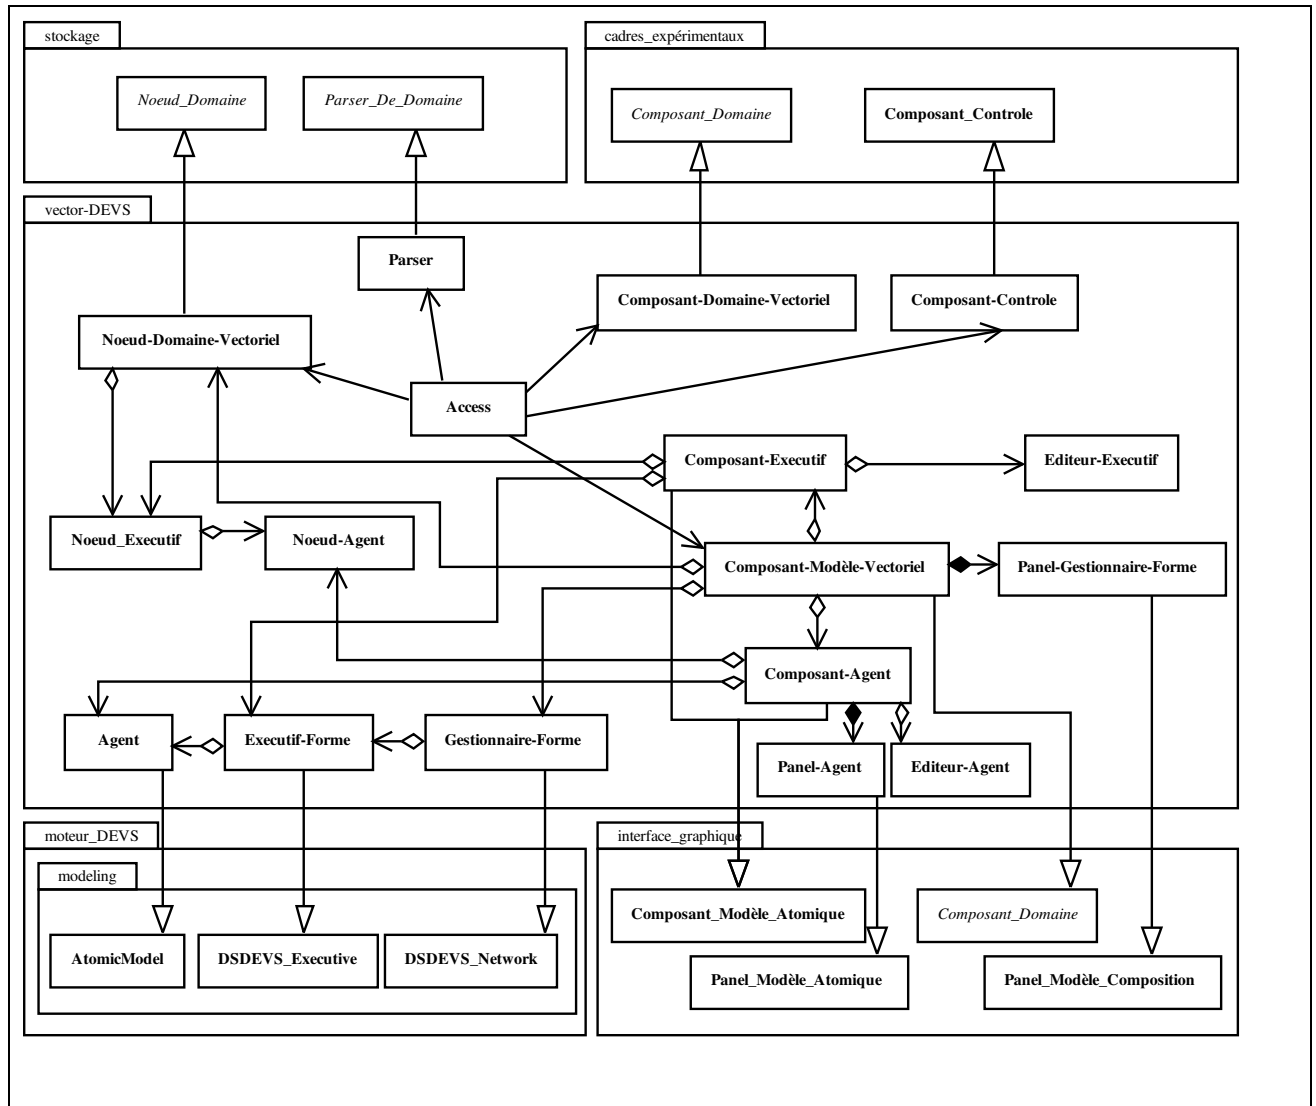 stockage
cadres_expérimentaux
Noeud_Domaine
Parser_De_Domaine
Composant_Domaine
Composant_Controle
vector-DEVS
Parser
Composant-Domaine-Vectoriel
Composant-Controle
Noeud-Domaine-Vectoriel
Access
Composant-Executif
Editeur-Executif
Noeud_Executif
Noeud-Agent
Composant-Modèle-Vectoriel
Panel-Gestionnaire-Forme
Composant-Agent
Agent
Executif-Forme
Gestionnaire-Forme
Panel-Agent
Editeur-Agent
moteur_DEVS
interface_graphique
modeling
Composant_Modèle_Atomique
Composant_Domaine
AtomicModel
DSDEVS_Executive
DSDEVS_Network
Panel_Modèle_Atomique
Panel_Modèle_Composition